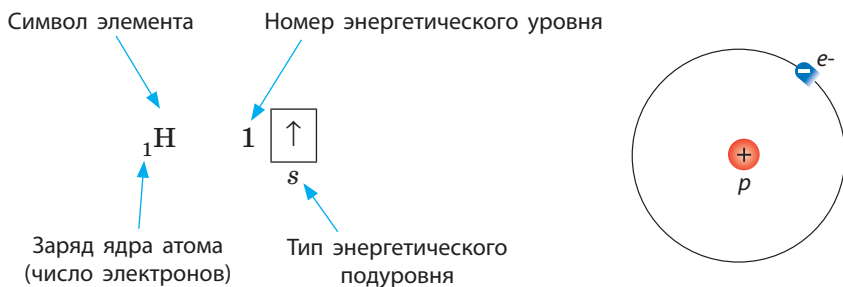 Символ элемента
Номер энергетического уровня
e-
₁H 1 ↑
s
+
p
Заряд ядра атома
(число электронов)
Тип энергетического
подуровня